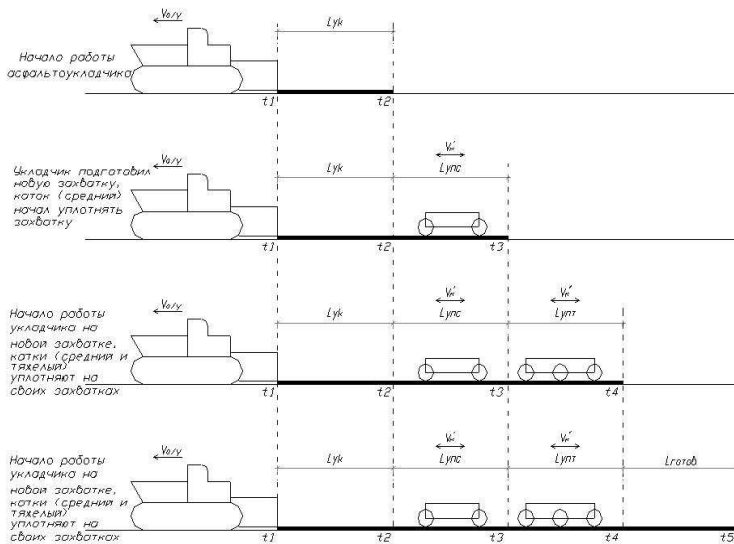 Vа/у
Lук
Начало работы
асфальтоукладчика
t1 t2
Укладчик подготовил
новую захватку,
каток (средний)
начал уплотнять
захватку
Vа/у
Lук
Vк'
Lупс
t1 t2 t3
Начало работы
укладчика на
новой захватке,
катки (средний и
тяжелый)
уплотняют на
своих захватках
Vа/у
Lук
Vк'
Lупс
Vк"
Lупт
t1 t2 t3 t4
Начало работы
укладчика на
новой захватке,
катки (средний и
тяжелый)
уплотняют на
своих захватках
Vа/у
Lук
Vк'
Lупс
Vк"
Lупт
Lготов
t1 t2 t3 t4 t5